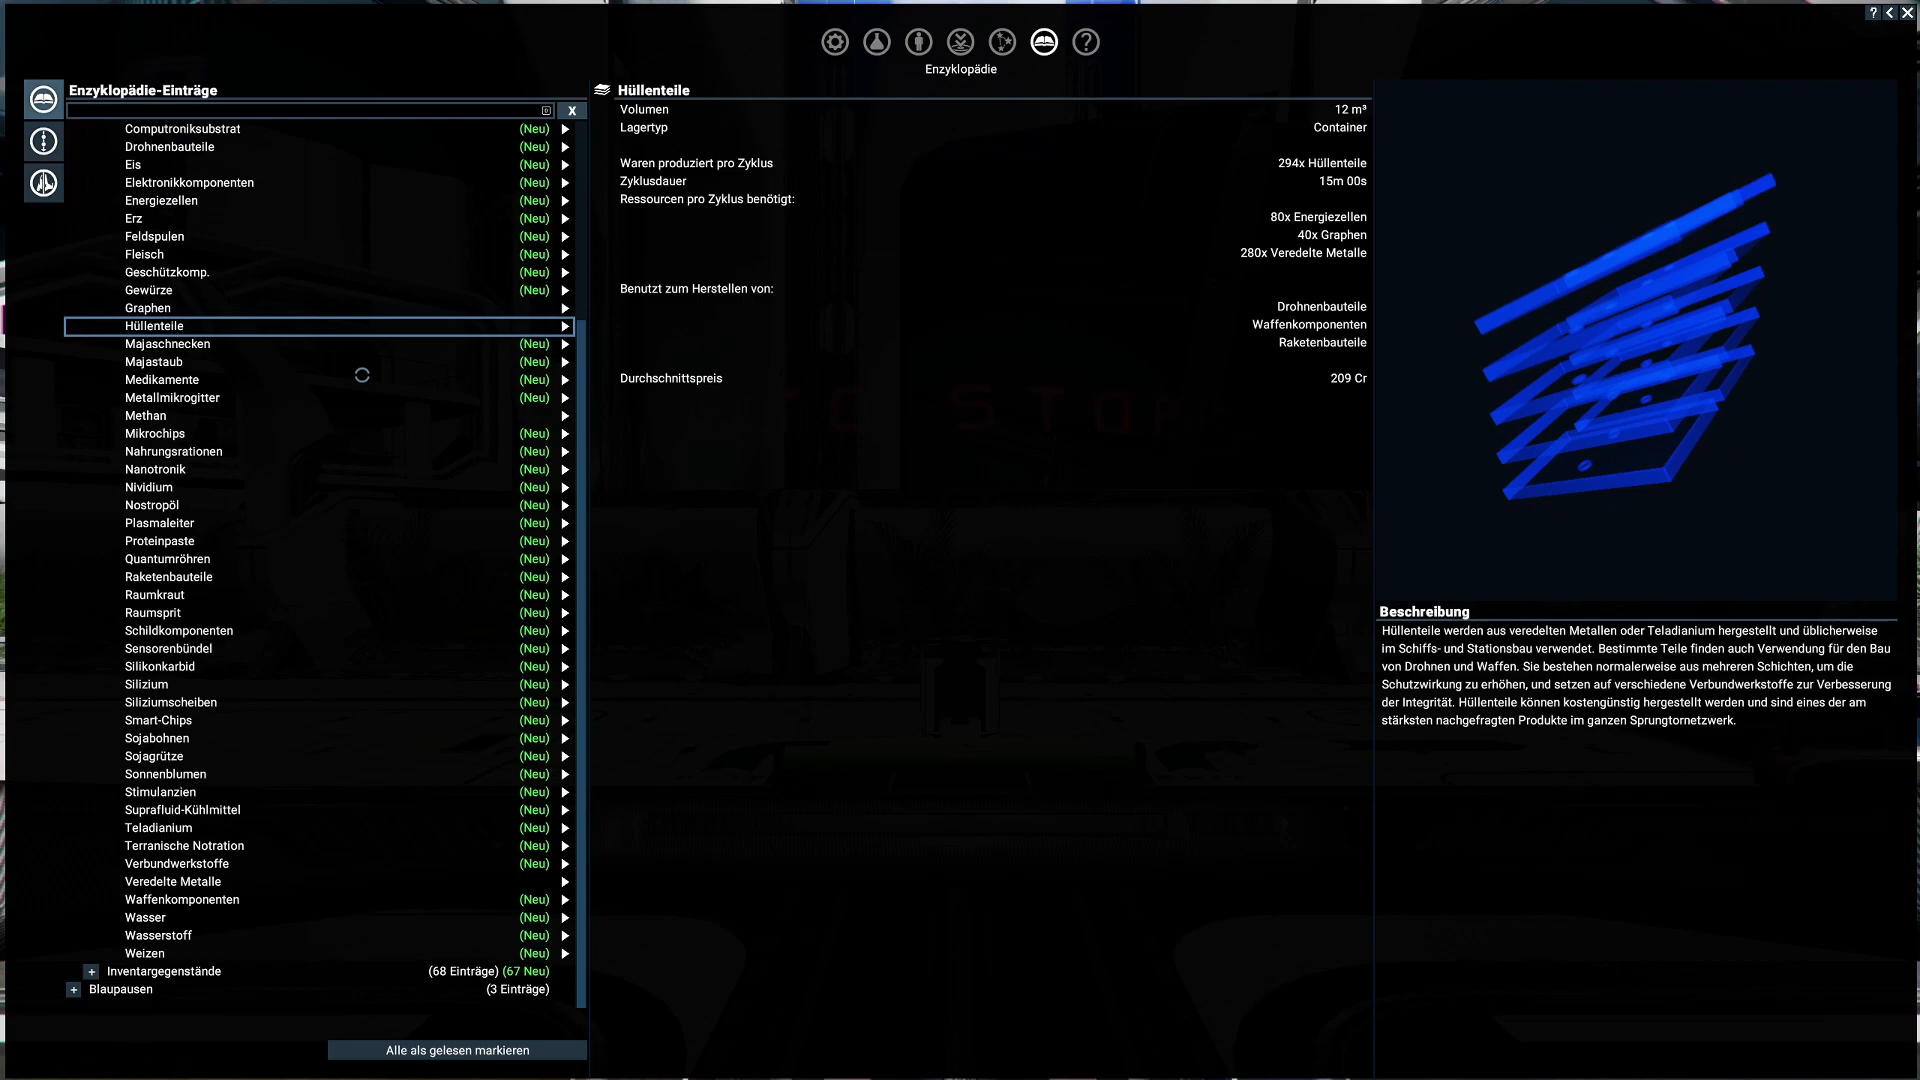 Enzyklopädie
Enzyklopädie-Einträge
X
Computroniksubstrat (Neu)
Drohnenbauteile (Neu)
Eis (Neu)
Elektronikkomponenten (Neu)
Energiezellen (Neu)
Erz (Neu)
Feldspulen (Neu)
Fleisch (Neu)
Geschützkomp. (Neu)
Gewürze (Neu)
Graphen
Hüllenteile
Majaschnecken (Neu)
Majastaub (Neu)
Medikamente (Neu)
Metallmikrogitter (Neu)
Methan
Mikrochips (Neu)
Nahrungsrationen (Neu)
Nanotronik (Neu)
Nividium (Neu)
Nostropöl (Neu)
Plasmaleiter (Neu)
Proteinpaste (Neu)
Quantumröhren (Neu)
Raketenbauteile (Neu)
Raumkraut (Neu)
Raumsprit (Neu)
Schildkomponenten (Neu)
Sensorenbündel (Neu)
Silikonkarbid (Neu)
Silizium (Neu)
Siliziumscheiben (Neu)
Smart-Chips (Neu)
Sojabohnen (Neu)
Sojagrütze (Neu)
Sonnenblumen (Neu)
Stimulanzien (Neu)
Suprafluid-Kühlmittel (Neu)
Teladianium (Neu)
Terranische Notration (Neu)
Verbundwerkstoffe (Neu)
Veredelte Metalle
Waffenkomponenten (Neu)
Wasser (Neu)
Wasserstoff (Neu)
Weizen (Neu)
+ Inventargegenstände (68 Einträge) (67 Neu)
+ Blaupausen (3 Einträge)
Alle als gelesen markieren
Hüllenteile
Volumen 12 m³
Lagertyp Container
Waren produziert pro Zyklus 294x Hüllenteile
Zyklusdauer 15m 00s
Ressourcen pro Zyklus benötigt:
80x Energiezellen
40x Graphen
280x Veredelte Metalle
Benutzt zum Herstellen von:
Drohnenbauteile
Waffenkomponenten
Raketenbauteile
Durchschnittspreis 209 Cr
Beschreibung
Hüllenteile werden aus veredelten Metallen oder Teladianium hergestellt und üblicherweise
im Schiffs- und Stationsbau verwendet. Bestimmte Teile finden auch Verwendung für den Bau
von Drohnen und Waffen. Sie bestehen normalerweise aus mehreren Schichten, um die
Schutzwirkung zu erhöhen, und setzen auf verschiedene Verbundwerkstoffe zur Verbesserung
der Integrität. Hüllenteile können kostengünstig hergestellt werden und sind eines der am
stärksten nachgefragten Produkte im ganzen Sprungtornetzwerk.